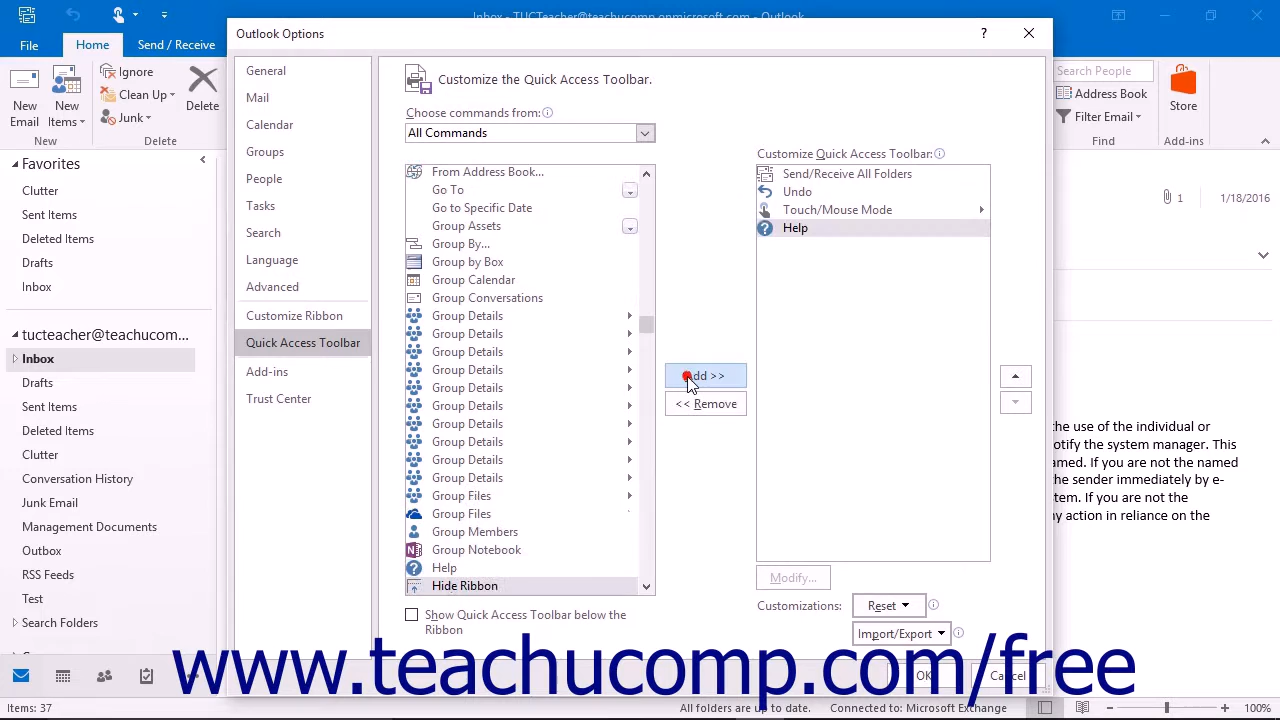 Inbox - TUCTeacher@teachucomp.onmicrosoft.com - Outlook
File
Home
Send / Receive
New Email
New Items
New
Ignore
Clean Up
Junk
Delete
Delete
Search People
Address Book
Filter Email
Find
Store
Add-ins
Favorites
Clutter
Sent Items
Deleted Items
Drafts
Inbox
tucteacher@teachucom...
Inbox
Drafts
Sent Items
Deleted Items
Clutter
Conversation History
Junk Email
Management Documents
Outbox
RSS Feeds
Test
Search Folders
Items: 37
Outlook Options
?
General
Mail
Calendar
Groups
People
Tasks
Search
Language
Advanced
Customize Ribbon
Quick Access Toolbar
Add-ins
Trust Center
Customize the Quick Access Toolbar.
Choose commands from:
All Commands
From Address Book...
Go To
Go to Specific Date
Group Assets
Group By...
Group by Box
Group Calendar
Group Conversations
Group Details
Group Details
Group Details
Group Details
Group Details
Group Details
Group Details
Group Details
Group Details
Group Details
Group Files
Group Files
Group Members
Group Notebook
Help
Hide Ribbon
Show Quick Access Toolbar below the
Ribbon
Add >>
<< Remove
Customize Quick Access Toolbar:
Send/Receive All Folders
Undo
Touch/Mouse Mode
Help
Modify...
Customizations:
Reset
Import/Export
OK
Cancel
1
1/18/2016
the use of the individual or
otify the system manager. This
amed. If you are not the named
the sender immediately by e-
tem. If you are not the
ny action in reliance on the
www.teachucomp.com/free
All folders are up to date.
Connected to: Microsoft Exchange
100%